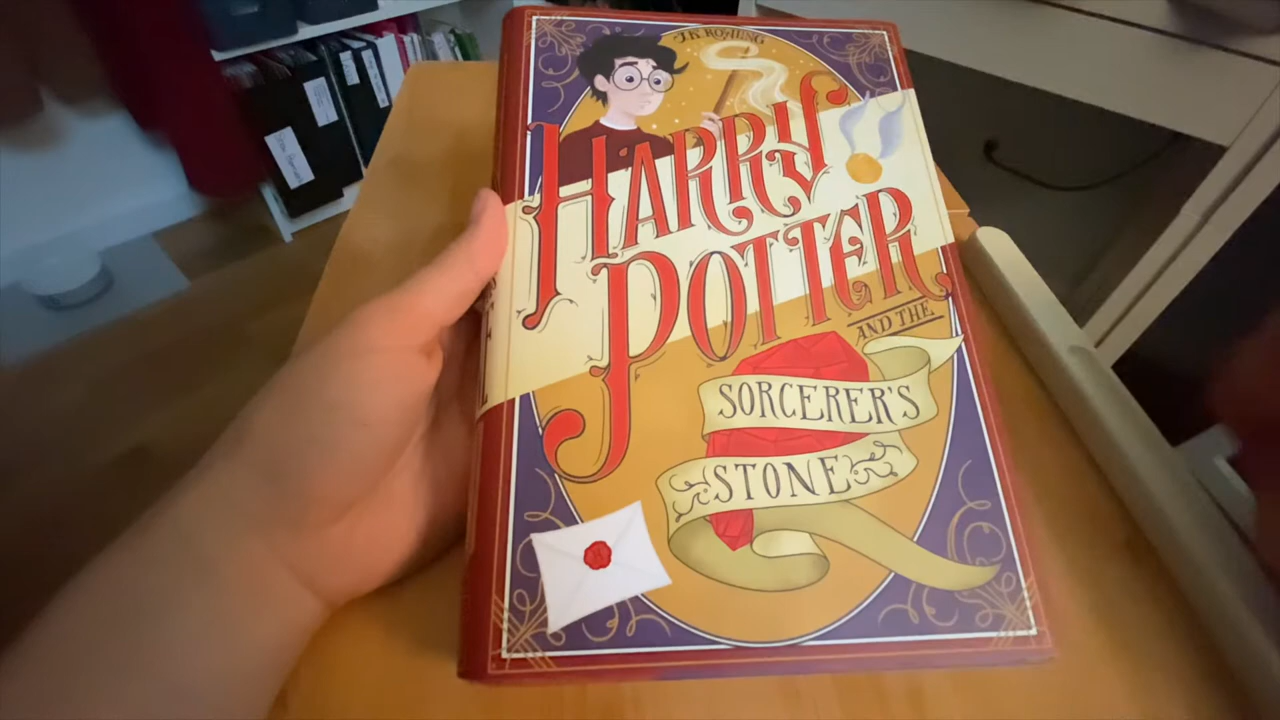 J.K. ROWLING
HARRY
POTTER
AND THE
SORCERER'S
STONE